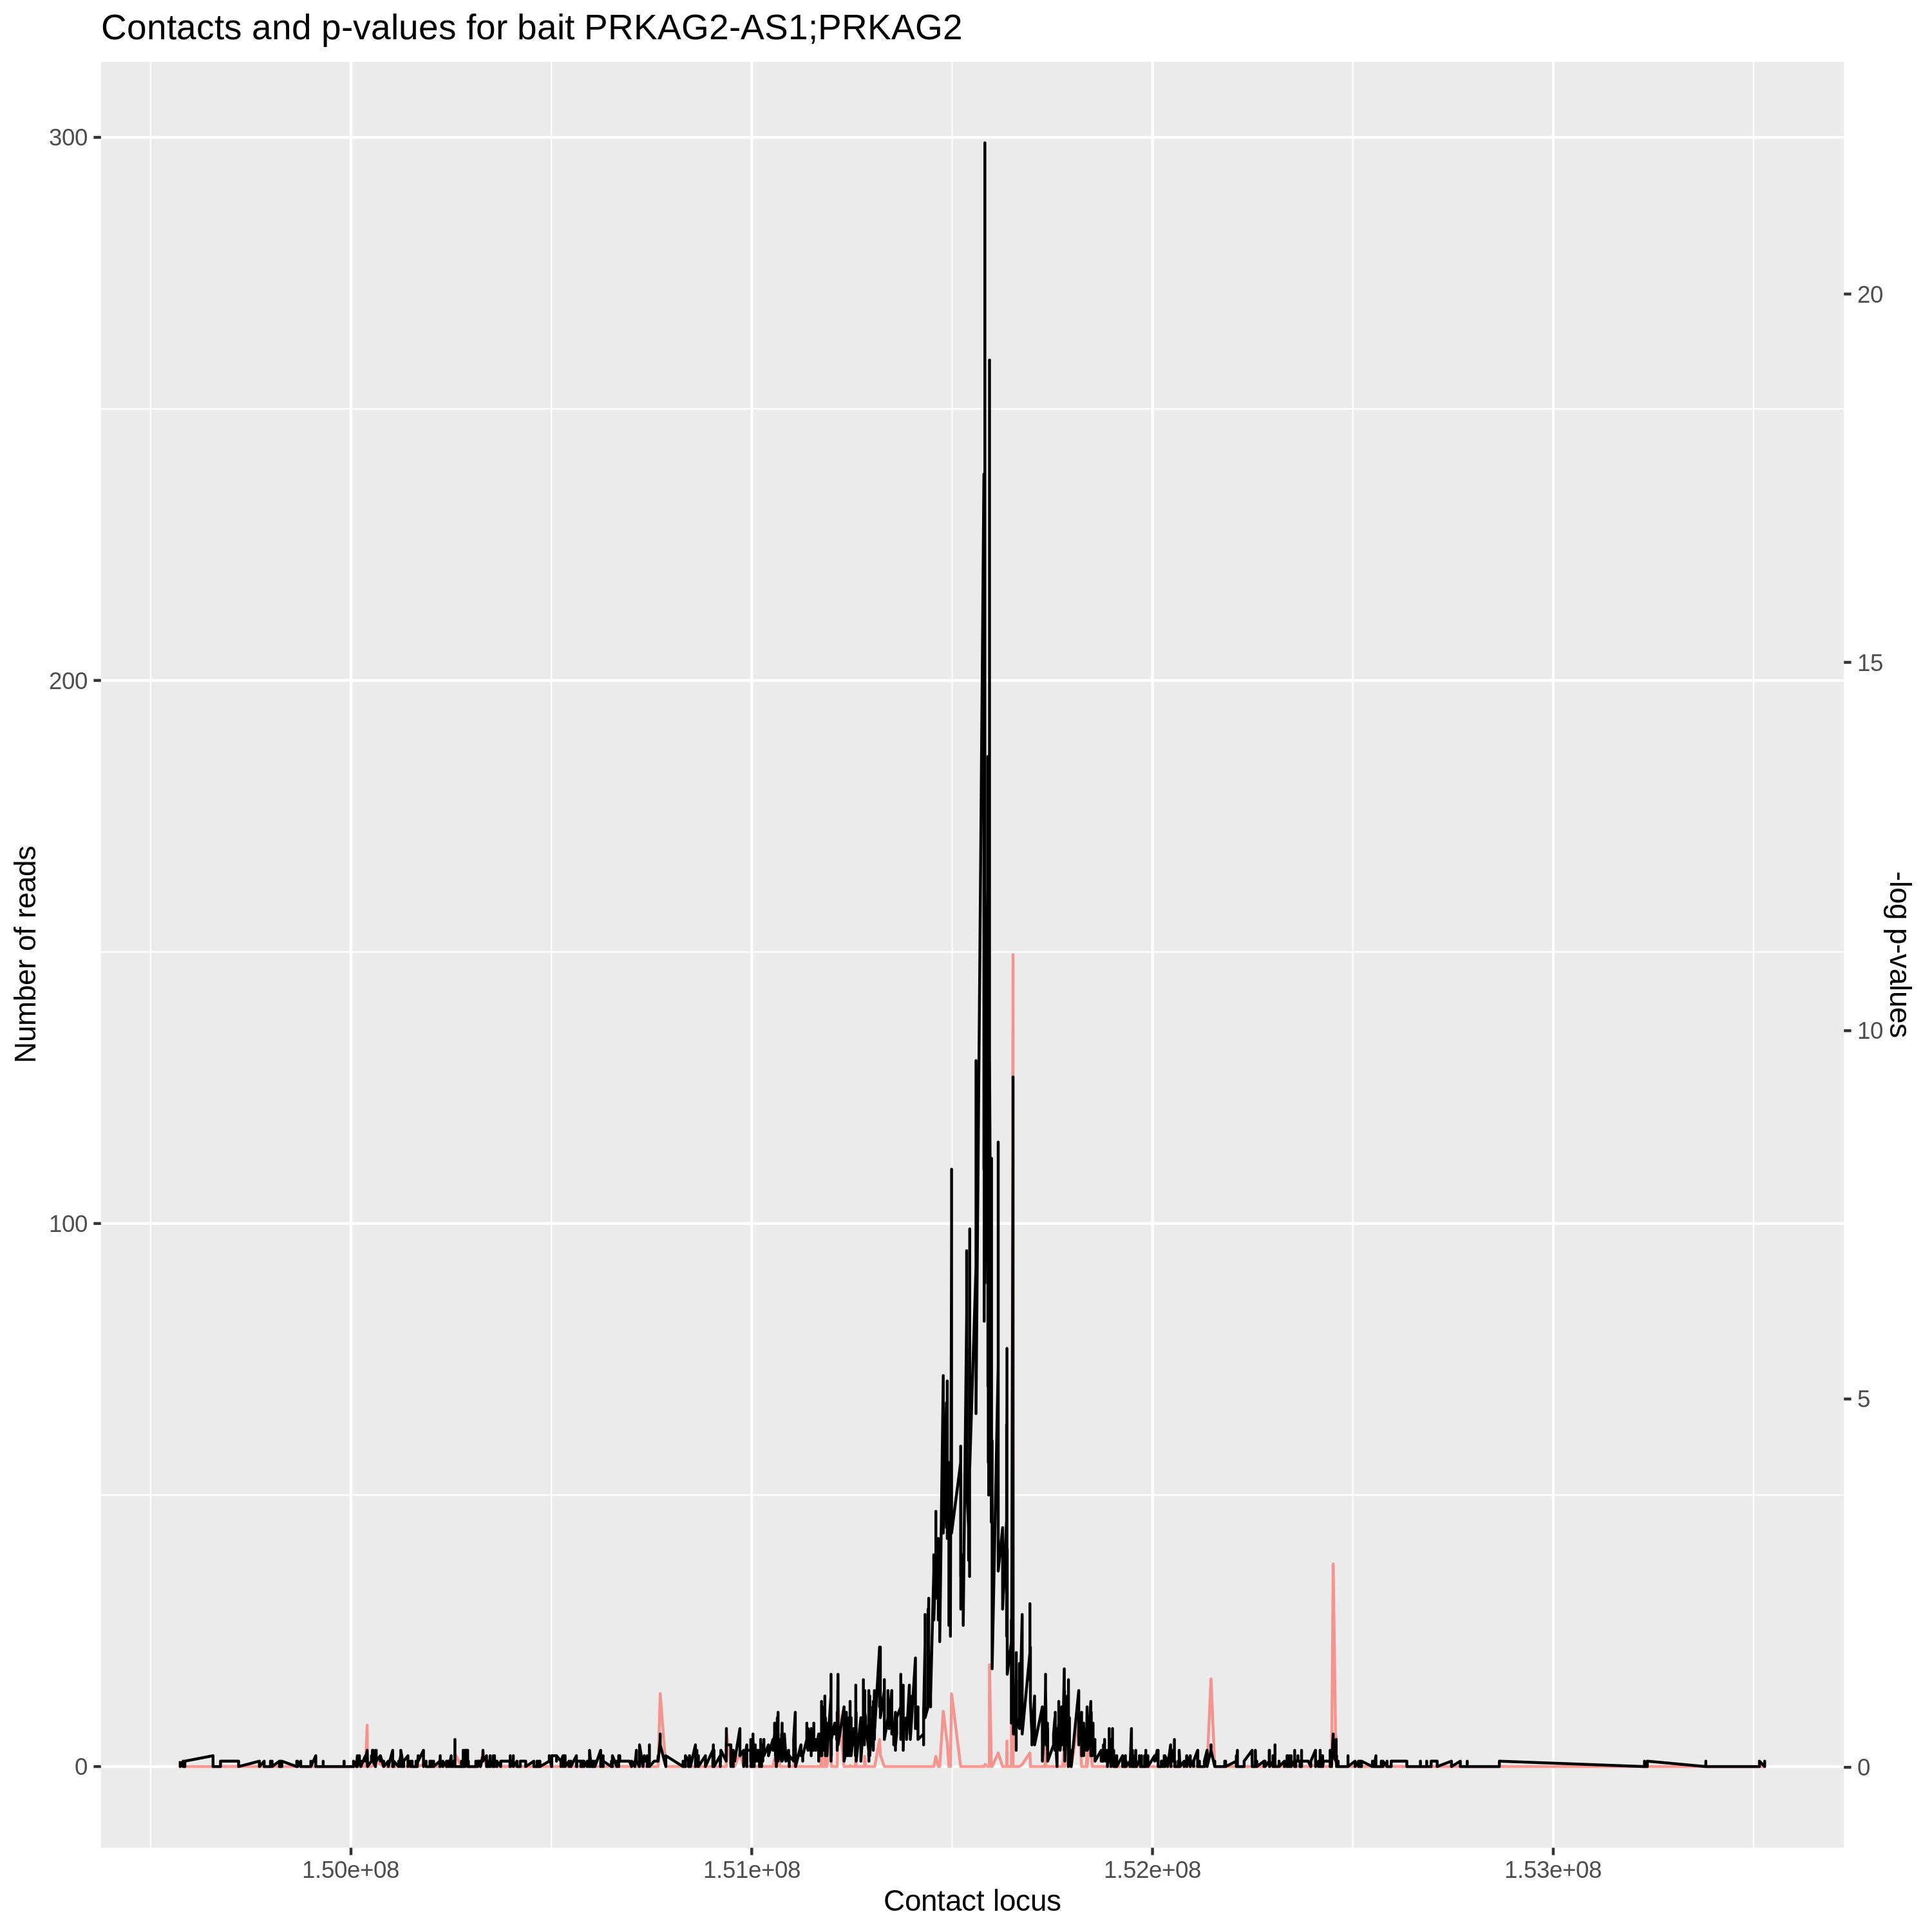 Contacts and p-values for bait PRKAG2-AS1;PRKAG2
300
200
100
0
Number of reads
20
15
10
5
0
-log p-values
1.50e+08 1.51e+08 1.52e+08 1.53e+08
Contact locus